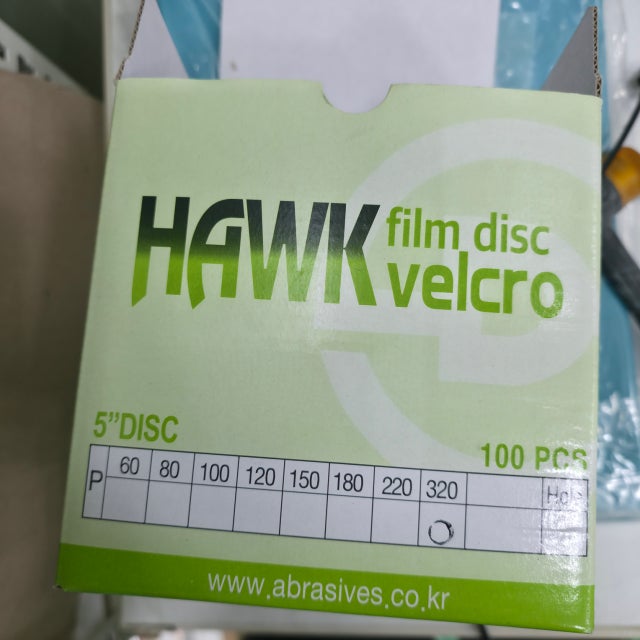 HAWK film disc
velcro
5”DISC
100 PCS
P 60 80 100 120 150 180 220 320
www.abrasives.co.kr